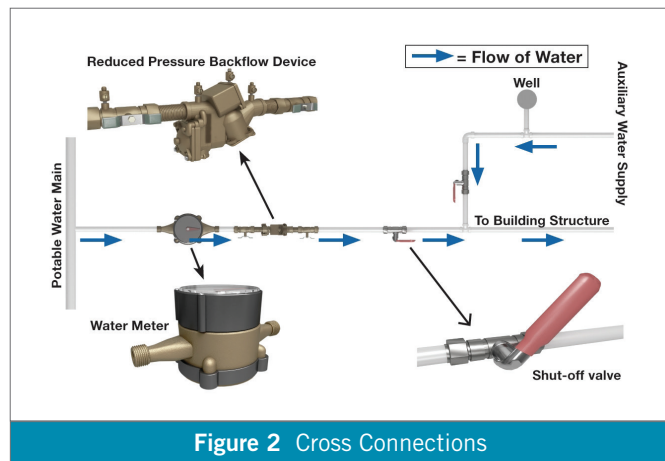 Reduced Pressure Backflow Device
= Flow of Water
Well
Auxiliary Water Supply
Potable Water Main
To Building Structure
Water Meter
Shut-off valve
Figure 2 Cross Connections